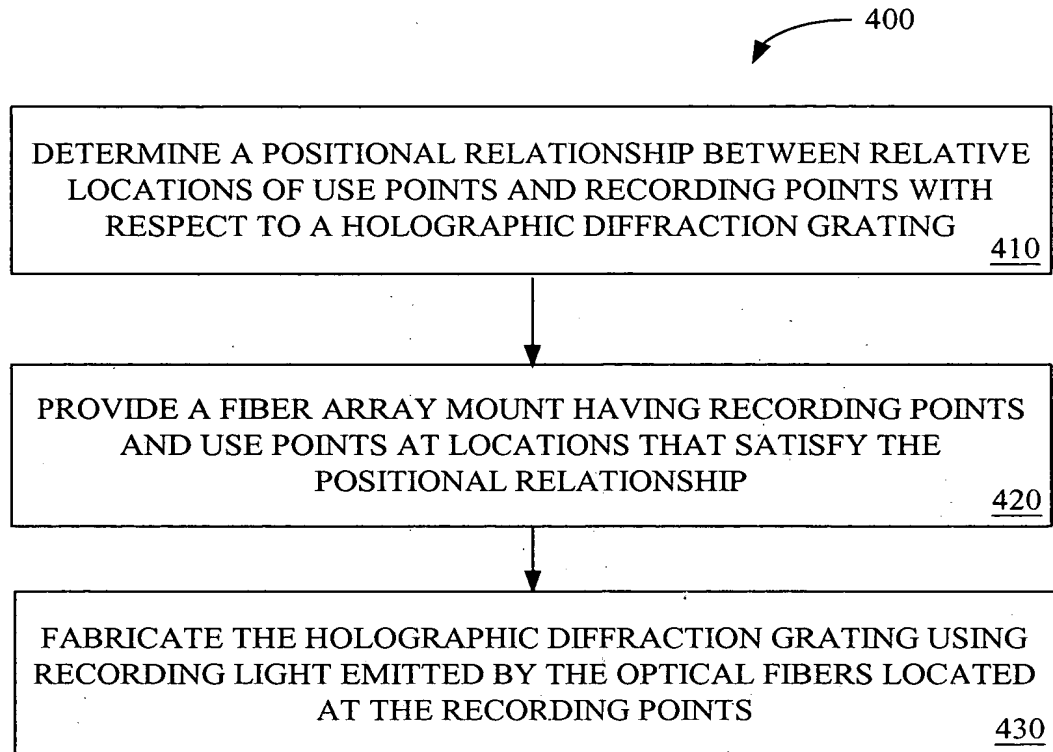 400
DETERMINE A POSITIONAL RELATIONSHIP BETWEEN RELATIVE
LOCATIONS OF USE POINTS AND RECORDING POINTS WITH
RESPECT TO A HOLOGRAPHIC DIFFRACTION GRATING
410
PROVIDE A FIBER ARRAY MOUNT HAVING RECORDING POINTS
AND USE POINTS AT LOCATIONS THAT SATISFY THE
POSITIONAL RELATIONSHIP
420
FABRICATE THE HOLOGRAPHIC DIFFRACTION GRATING USING
RECORDING LIGHT EMITTED BY THE OPTICAL FIBERS LOCATED
AT THE RECORDING POINTS
430